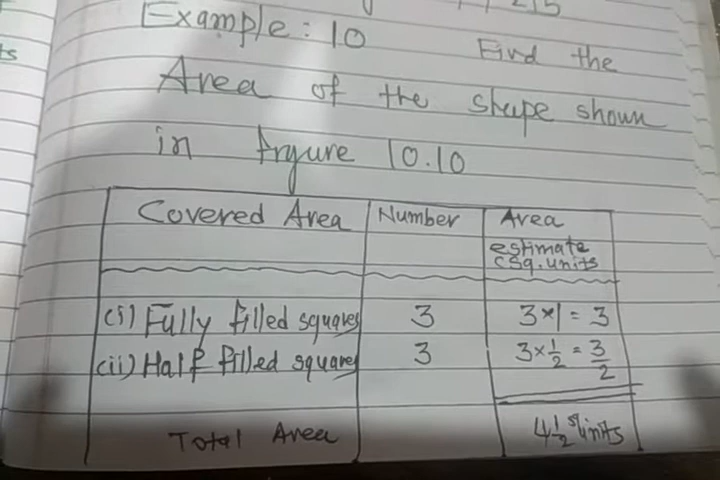 Example: 10 Find the
Area of the shape shown
in figure 10.10
Covered Area Number Area
estimate
(Sq. units
(i) Fully filled squares 3 3×1 = 3
(ii) Half filled squares 3 3×1/2 = 3/2
Total Area 4 1/2 units